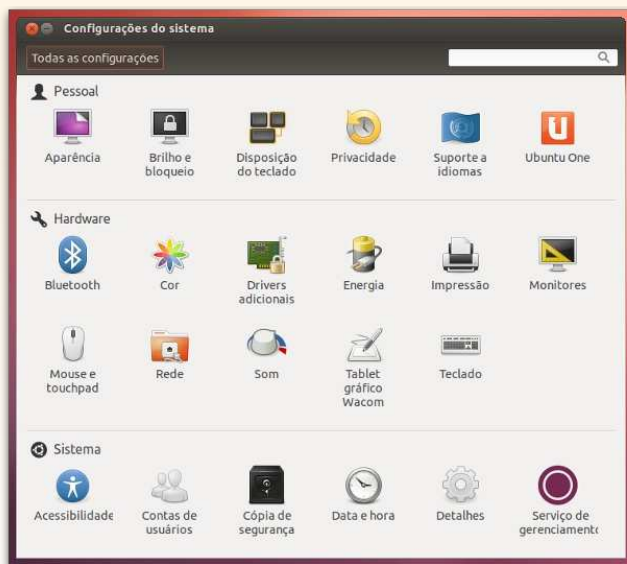 Configurações do sistema
Todas as configurações
Pessoal
Aparência
Brilho e
bloqueio
Disposição
do teclado
Privacidade
Suporte a
idiomas
Ubuntu One
Hardware
Bluetooth
Cor
Drivers
adicionais
Energia
Impressão
Monitores
Mouse e
touchpad
Rede
Som
Tablet
gráfico
Wacom
Teclado
Sistema
Acessibilidade
Contas de
usuários
Cópia de
segurança
Data e hora
Detalhes
Serviço de
gerenciamento